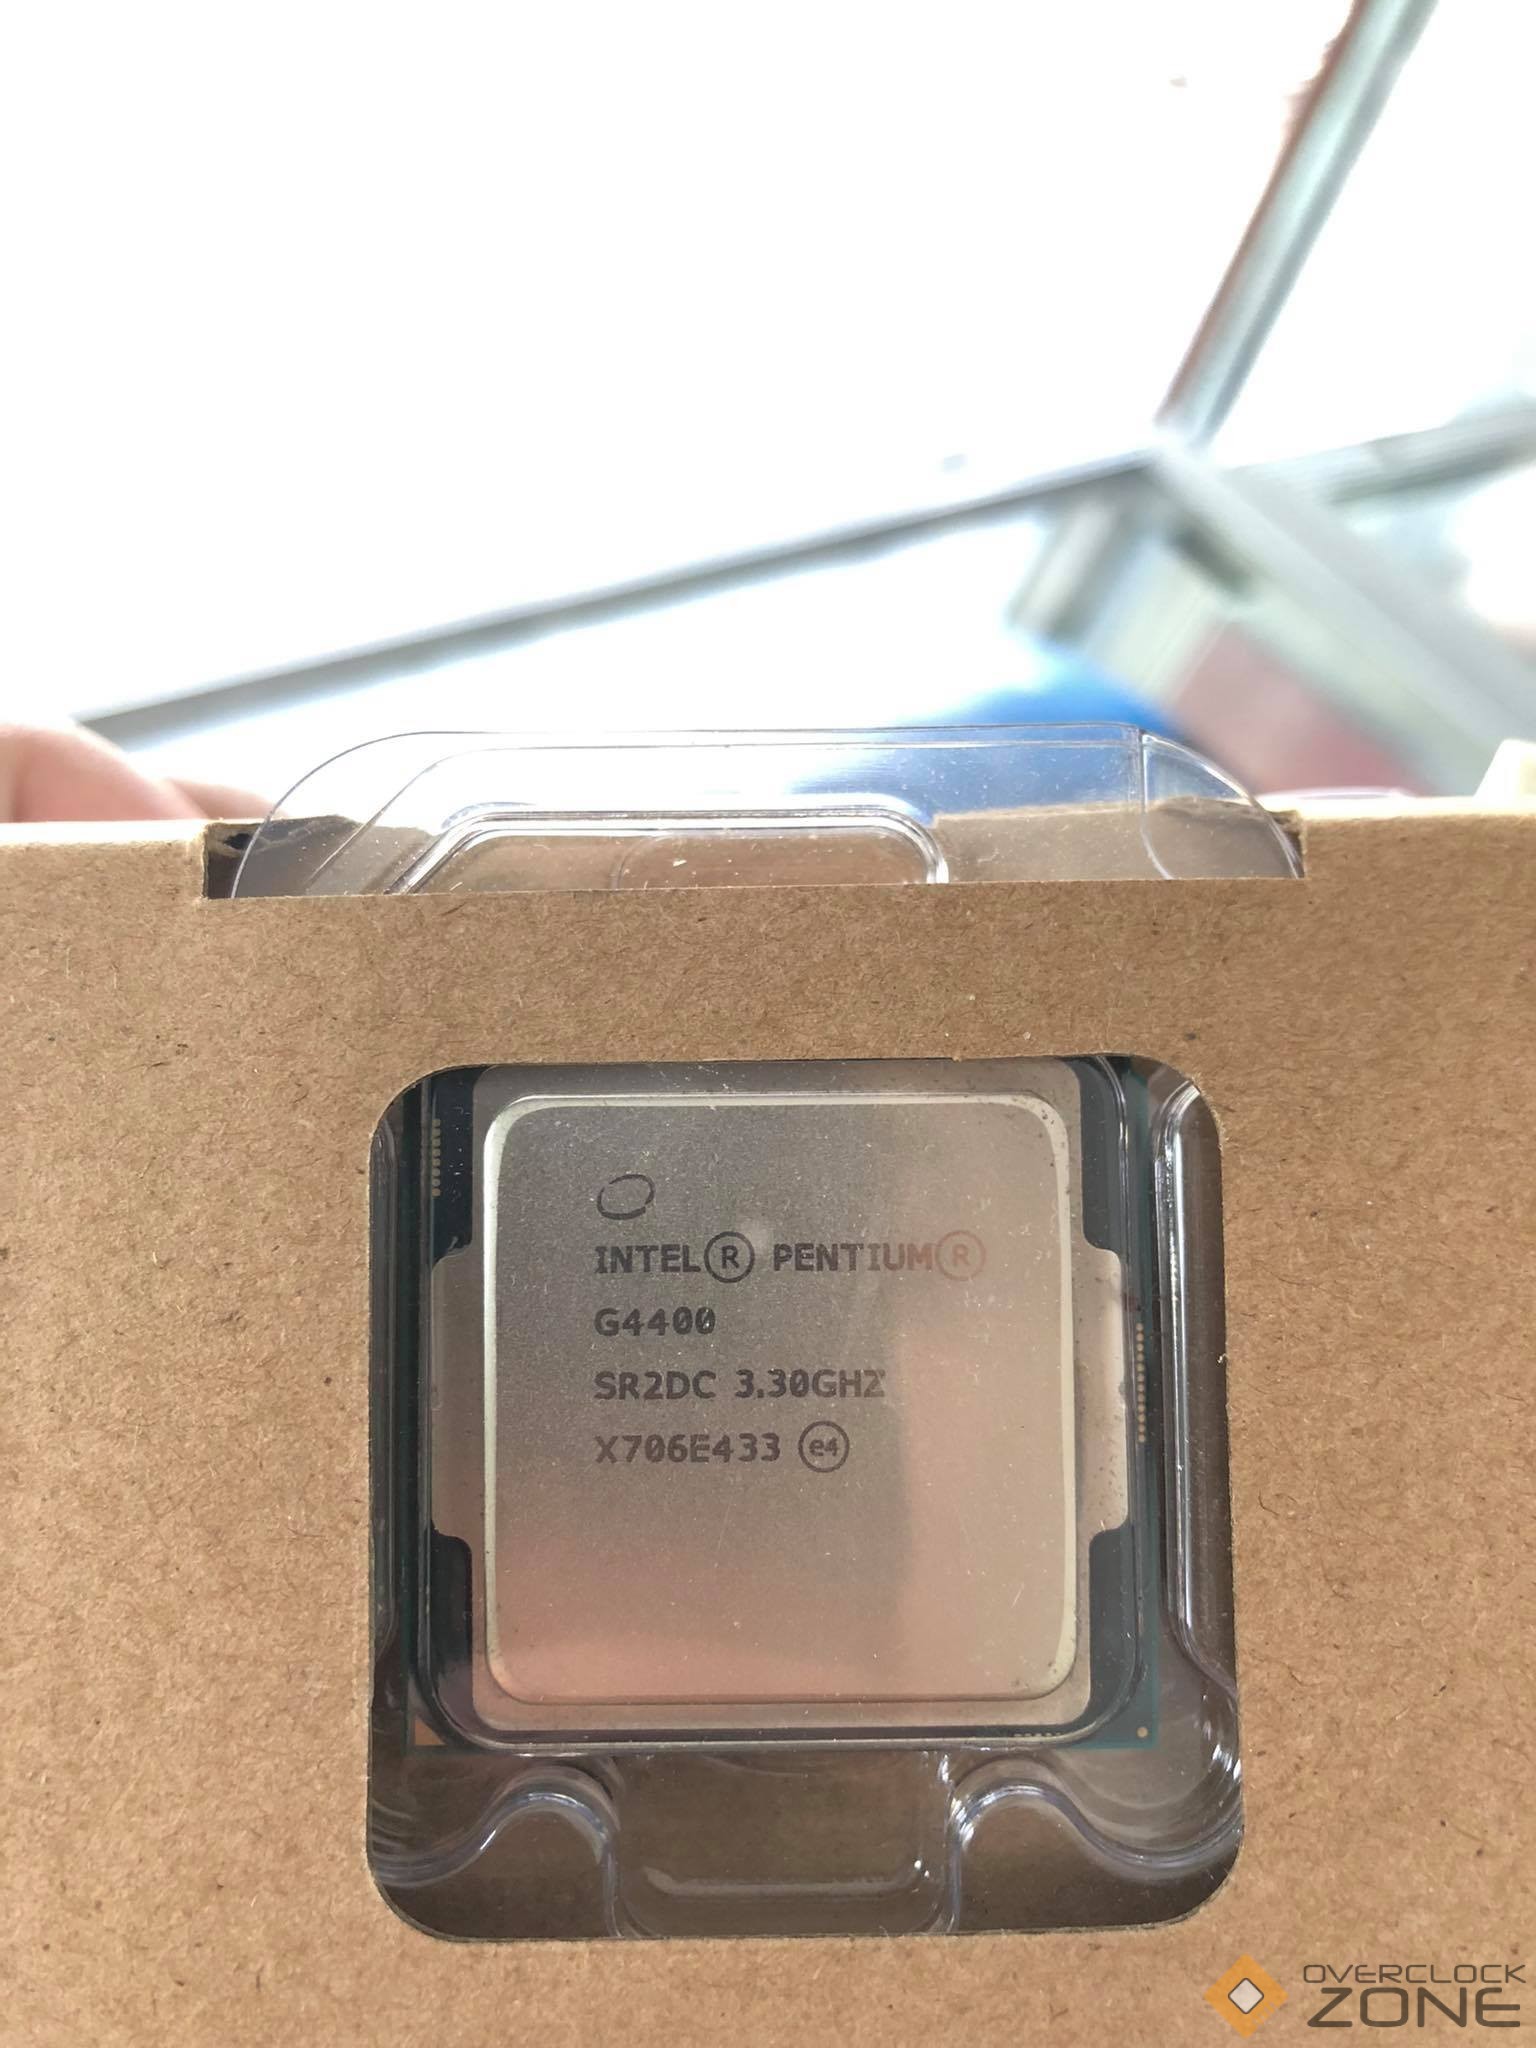 INTEL® PENTIUM®
G4400
SR2DC 3.30GHZ
X706E433 e4
OVERCLOCK
ZONE